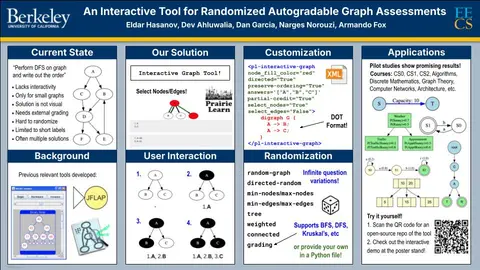 Berkeley
UNIVERSITY OF CALIFORNIA
An Interactive Tool for Randomized Autogradable Graph Assessments
Eldar Hasanov, Dev Ahluwalia, Dan Garcia, Narges Norouzi, Armando Fox
EECS
Current State
"Perform DFS on graph
and write out the order"
• Lacks interactivity
• Only for small graphs
• Solution is not visual
• Needs external grading
• Hard to randomize
• Limited to short labels
• Often multiple solutions
A
B
C
D
E
F
Our Solution
Interactive Graph Tool!
Select Nodes/Edges!
Prairie
Learn
Customization
<pl-interactive-graph
node_fill_color="red"
directed="True"
preserve-ordering="True"
answers='["A","B","C"]'
partial-credit="True"
select_nodes="True"
select_edges="False">
digraph G {
A -> B;
A -> C;
}
</pl-interactive-graph>
XML
DOT
Format!
Applications
Pilot studies show promising results!
Courses: CS0, CS1, CS2, Algorithms,
Discrete Mathematics, Graph Theory,
Computer Networks, Architecture, etc.
Capacity: 10
S
T
S1
S0
Background
Previous relevant tools developed:
JFLAP
User Interaction
1.
A
B
C
2.
A
B
C
1.A
3.
A
B
C
1.A, 2.B
4.
A
B
C
1.A, 2.B, 3.C
Randomization
random-graph
directed-random
min-nodes/max-nodes
min-edges/max-edges
tree
weighted
connected
grading
Infinite question
variations!
Supports BFS, DFS,
Kruskal's, etc
or provide your own
in a Python file!
Try it yourself!
1. Scan the QR code for
an open-source repo of the tool
2. Check out the interactive
demo at the poster stand!